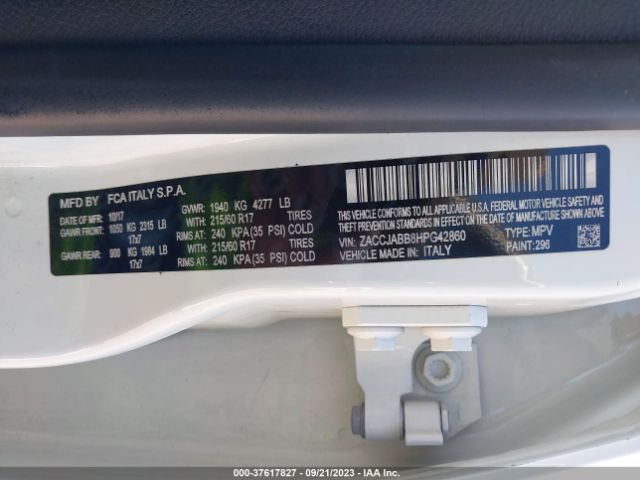 MFD BY FCA ITALY S.P.A.
DATE OF MFR: 10/17 GVWR: 1940 KG 4277 LB
GAWR FRONT: 1050 KG 2315 LB WITH: 215/60 R17 TIRES
17x7 RIMS AT: 240 KPA(35 PSI) COLD
GAWR REAR: 900 KG 1984 LB WITH: 215/60 R17 TIRES
17x7 RIMS AT: 240 KPA(35 PSI) COLD
THIS VEHICLE CONFORMS TO ALL APPLICABLE U.S.A. FEDERAL MOTOR VEHICLE SAFETY,
BUMPER, AND THEFT PREVENTION STANDARDS IN EFFECT ON THE DATE OF MANUFACTURE SHOWN ABOVE.
VIN: ZACCJABB8HPG42860 TYPE: MPV
VEHICLE MADE IN: ITALY PAINT: 296
000-37617827 - 09/21/2023 - IAA Inc.